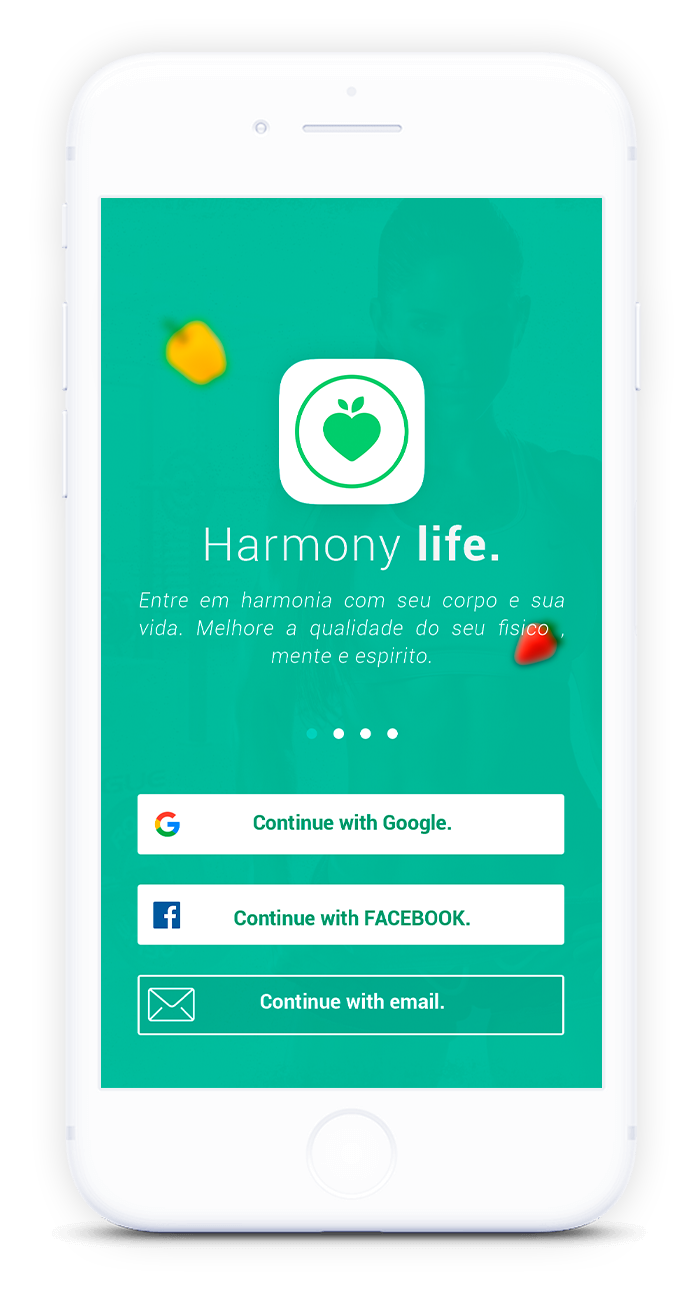 Harmony life.
Entre em harmonia com seu corpo e sua
vida. Melhore a qualidade do seu fisico ,
mente e espirito.
Continue with Google.
Continue with FACEBOOK.
Continue with email.